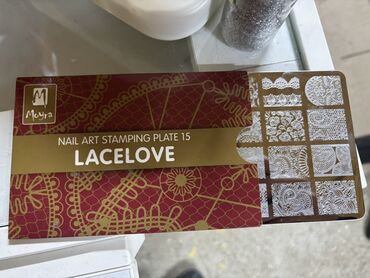 M
Moyra
NAIL ART STAMPING PLATE 15
LACELOVE